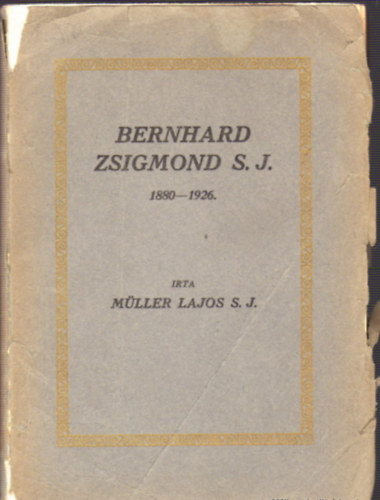 BERNHARD
ZSIGMOND S. J.
1880—1926.
IRTA
MÜLLER LAJOS S. J.